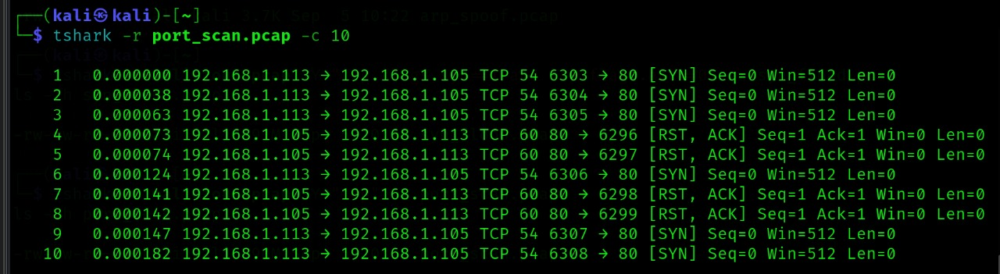 ┌──(kali㉿kali)-[~]
└─$ tshark -r port_scan.pcap -c 10
1 0.000000 192.168.1.113 → 192.168.1.105 TCP 54 6303 → 80 [SYN] Seq=0 Win=512 Len=0
2 0.000038 192.168.1.113 → 192.168.1.105 TCP 54 6304 → 80 [SYN] Seq=0 Win=512 Len=0
3 0.000063 192.168.1.113 → 192.168.1.105 TCP 54 6305 → 80 [SYN] Seq=0 Win=512 Len=0
4 0.000073 192.168.1.105 → 192.168.1.113 TCP 60 80 → 6296 [RST, ACK] Seq=1 Ack=1 Win=0 Len=0
5 0.000074 192.168.1.105 → 192.168.1.113 TCP 60 80 → 6297 [RST, ACK] Seq=1 Ack=1 Win=0 Len=0
6 0.000124 192.168.1.113 → 192.168.1.105 TCP 54 6306 → 80 [SYN] Seq=0 Win=512 Len=0
7 0.000141 192.168.1.105 → 192.168.1.113 TCP 60 80 → 6298 [RST, ACK] Seq=1 Ack=1 Win=0 Len=0
8 0.000142 192.168.1.105 → 192.168.1.113 TCP 60 80 → 6299 [RST, ACK] Seq=1 Ack=1 Win=0 Len=0
9 0.000147 192.168.1.113 → 192.168.1.105 TCP 54 6307 → 80 [SYN] Seq=0 Win=512 Len=0
10 0.000182 192.168.1.113 → 192.168.1.105 TCP 54 6308 → 80 [SYN] Seq=0 Win=512 Len=0